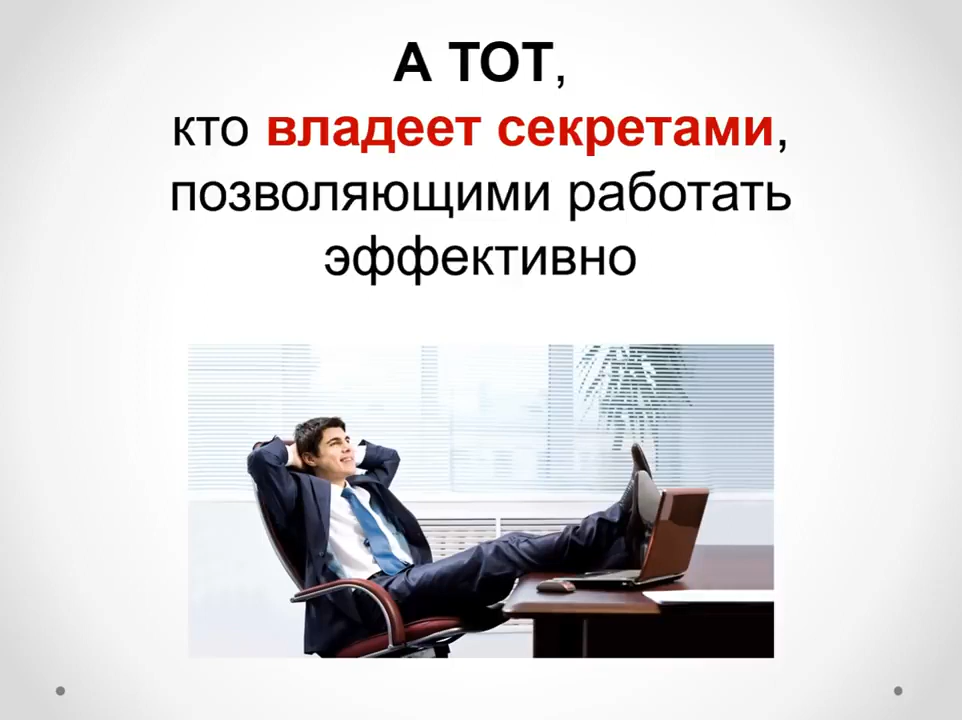 А ТОТ,
кто владеет секретами,
позволяющими работать
эффективно